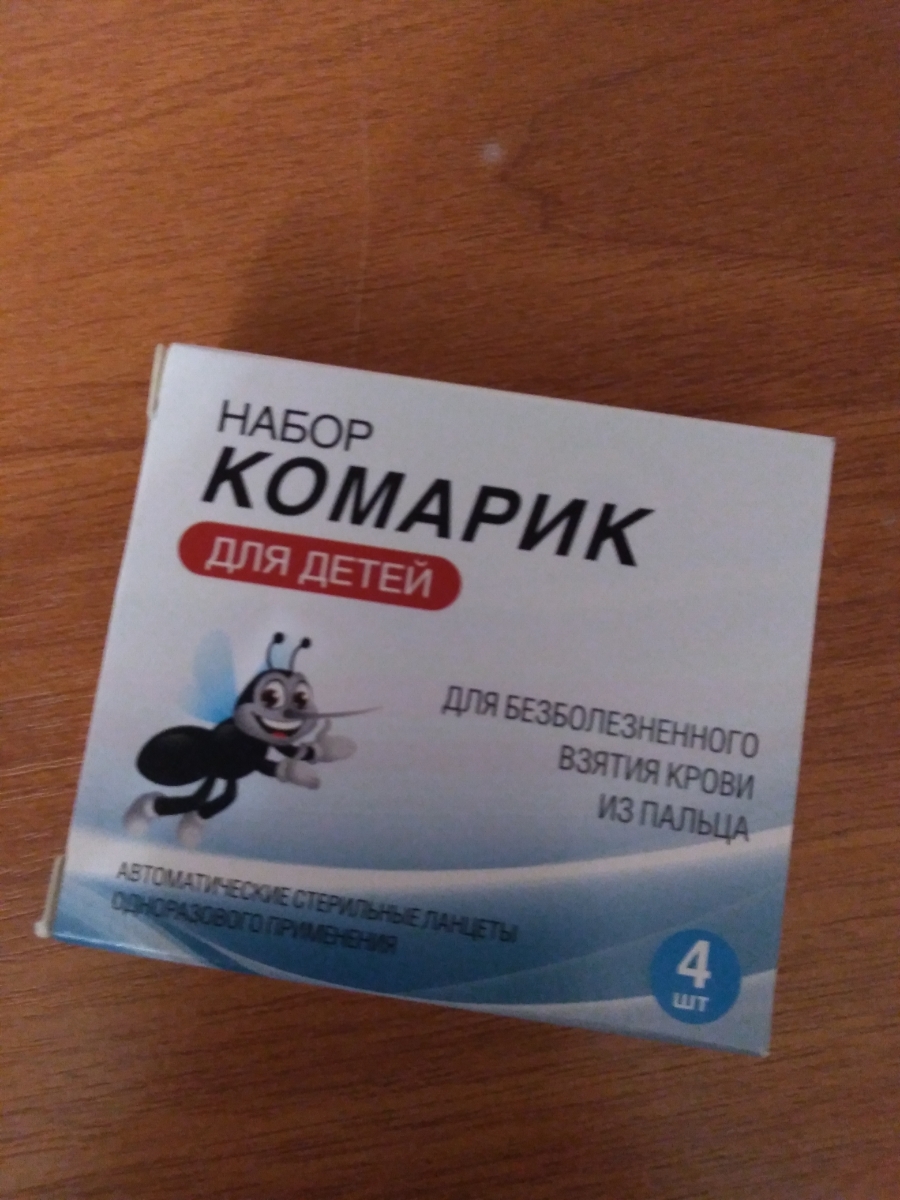 НАБОР
КОМАРИК
ДЛЯ ДЕТЕЙ
ДЛЯ БЕЗБОЛЕЗНЕННОГО
ВЗЯТИЯ КРОВИ
ИЗ ПАЛЬЦА
АВТОМАТИЧЕСКИЕ СТЕРИЛЬНЫЕ ЛАНЦЕТЫ
ОДНОРАЗОВОГО ПРИМЕНЕНИЯ
4
ШТ